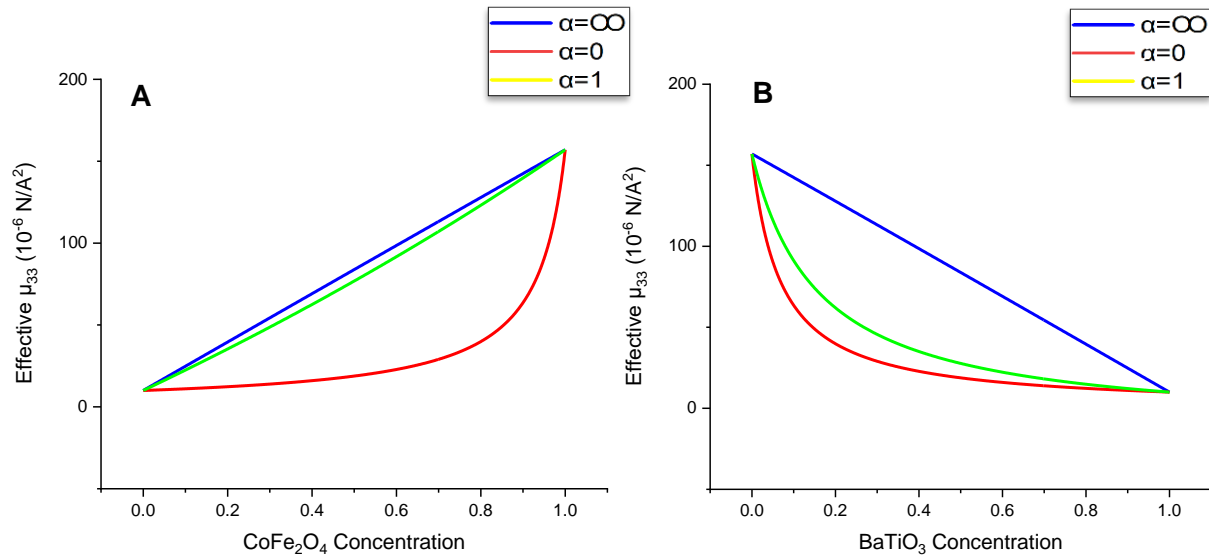 α=∞
α=0
α=1
A
200
100
0
Effective μ33 (10-6 N/A2)
0.0 0.2 0.4 0.6 0.8 1.0
CoFe2O4 Concentration
α=∞
α=0
α=1
B
200
100
0
Effective μ33 (10-6 N/A2)
0.0 0.2 0.4 0.6 0.8 1.0
BaTiO3 Concentration